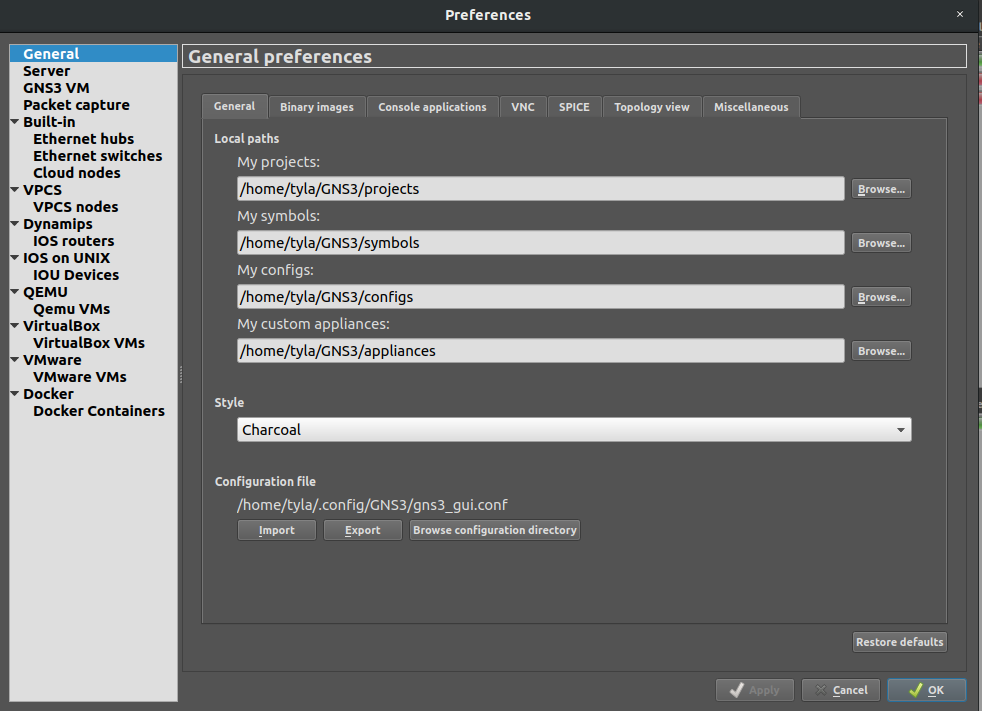 Preferences
General
Server
GNS3 VM
Packet capture
Built-in
Ethernet hubs
Ethernet switches
Cloud nodes
VPCS
VPCS nodes
Dynamips
IOS routers
IOS on UNIX
IOU Devices
QEMU
Qemu VMs
VirtualBox
VirtualBox VMs
VMware
VMware VMs
Docker
Docker Containers
General preferences
General Binary images Console applications VNC SPICE Topology view Miscellaneous
Local paths
My projects:
/home/tyla/GNS3/projects Browse...
My symbols:
/home/tyla/GNS3/symbols Browse...
My configs:
/home/tyla/GNS3/configs Browse...
My custom appliances:
/home/tyla/GNS3/appliances Browse...
Style
Charcoal
Configuration file
/home/tyla/.config/GNS3/gns3_gui.conf
Import Export Browse configuration directory
Restore defaults
Apply Cancel OK